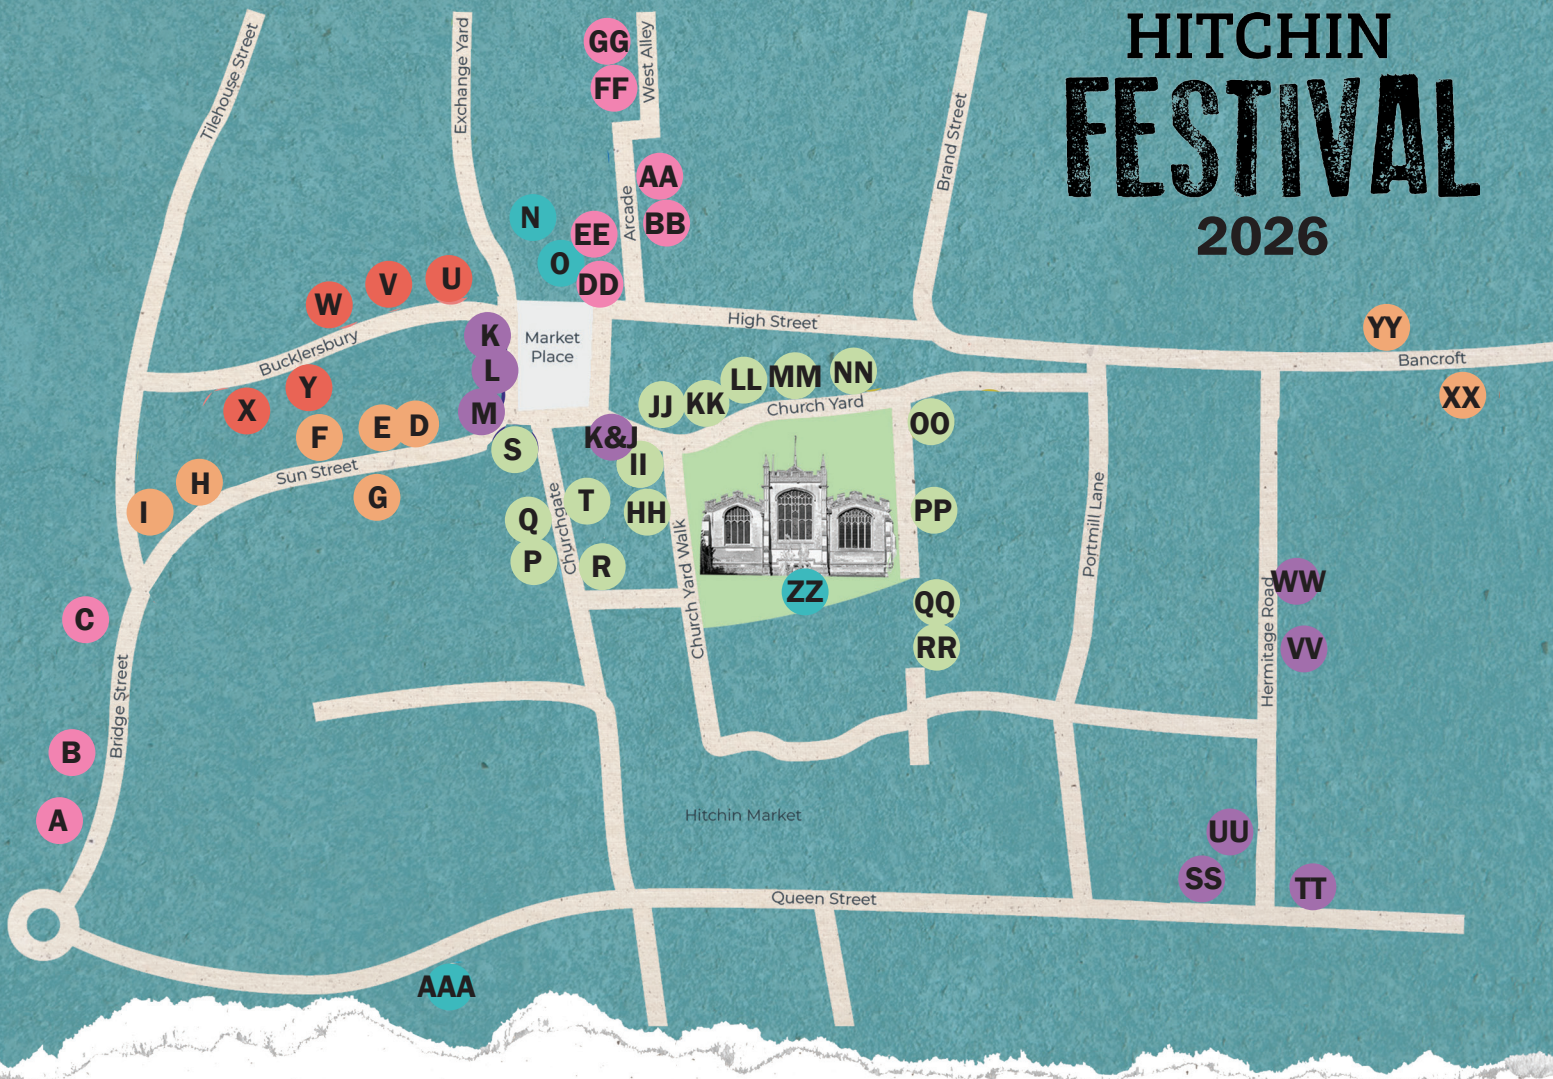 HITCHIN
FESTIVAL
2026
Tilehouse Street
Exchange Yard
GG
West Alley
FF
Brand Street
AA
N
Arcade
BB
EE
O
DD
W
V
U
K
Market
Place
High Street
YY
Bancroft
Bucklersbury
L
Y
X
M
LL
MM
NN
JJ
KK
Church Yard
XX
F
E
D
K&J
OO
S
II
Sun Street
H
G
I
T
Q
HH
PP
Churchgate
Church Yard Walk
Portmill Lane
P
R
ZZ
WW
QQ
C
RR
VV
Hermitage Road
Bridge Street
B
A
Hitchin Market
UU
SS
TT
Queen Street
AAA